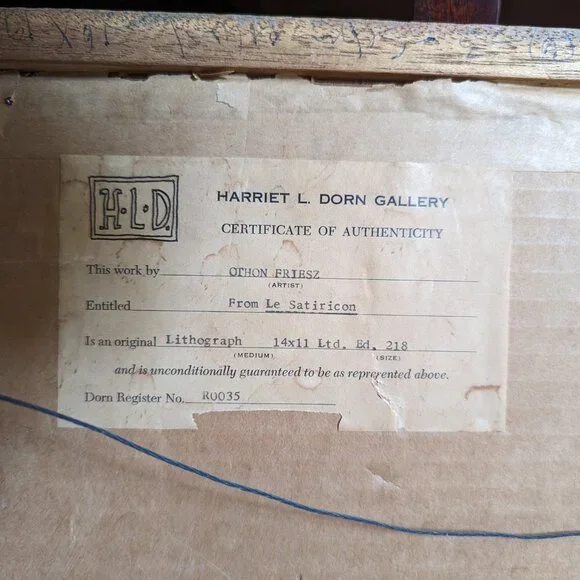 H·L·D.
HARRIET L. DORN GALLERY
CERTIFICATE OF AUTHENTICITY
This work by OTHON FRIESZ
(ARTIST)
Entitled From Le Satiricon
Is an original Lithograph 14x11 Ltd. Ed. 218
(MEDIUM) (SIZE)
and is unconditionally guaranteed to be as represented above.
Dorn Register No. R0035